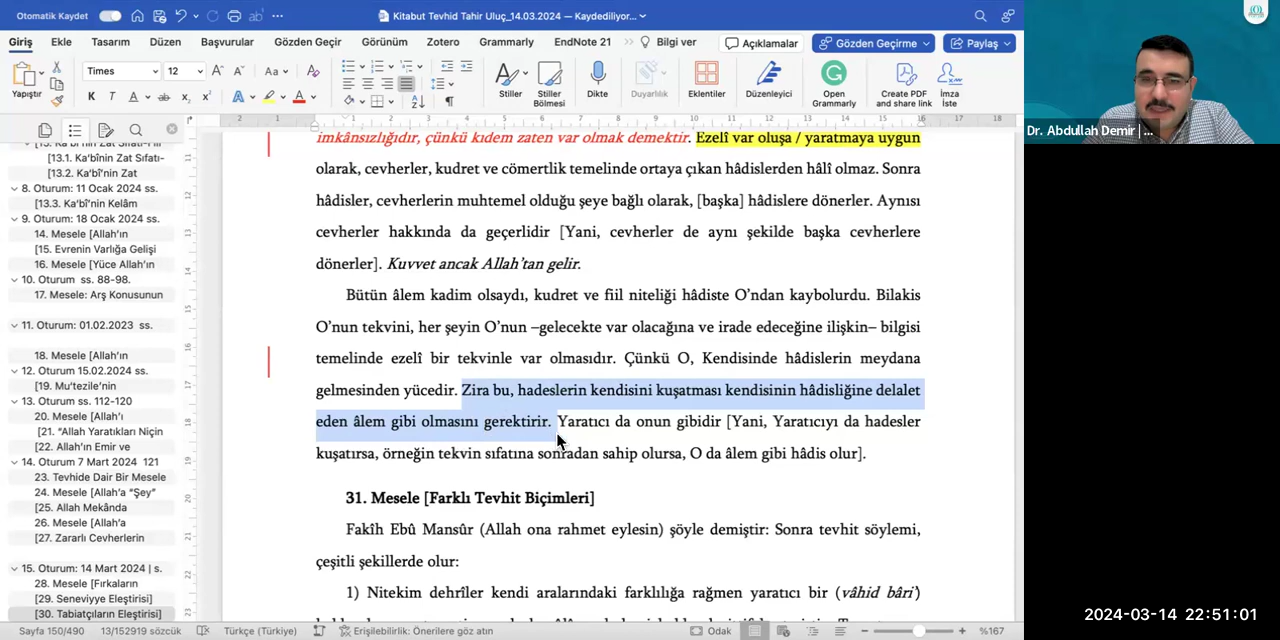 Otomatik Kaydet
Kitabut Tevhid Tahir Uluç_14.03.2024 — Kaydediliyor...
Giriş Ekle Tasarım Düzen Başvurular Gözden Geçir Görünüm Zotero Grammarly EndNote 21 Bilgi ver Açıklamalar Gözden Geçirme Paylaş
Yapıştır
Times 12
K T A
Aa
Stiller
Stiller Bölmesi
Dikte
Duyarlılık
Eklentiler
Düzenleyici
Open Grammarly
Create PDF and share link
İmza İste
Dr. Abdullah Demir | ...
[13.1. Ka‘bî’nin Zat Sıfatı-
[13.2. Ka‘bî’nin Zat
8. Oturum: 11 Ocak 2024 ss.
[13.3. Ka‘bî’nin Kelâm
9. Oturum: 18 Ocak 2024 ss.
14. Mesele [Allah’ın
[15. Evrenin Varlığa Gelişi
16. Mesele [Yüce Allah’ın
10. Oturum ss. 88-98.
17. Mesele: Arş Konusunun
11. Oturum: 01.02.2023 ss.
18. Mesele [Allah’ın
12. Oturum 15.02.2024 ss.
[19. Mu‘tezile’nin
13. Oturum ss. 112-120
20. Mesele [Allah’ı
[21. “Allah Yaratıkları Niçin
[22. Allah’ın Emir ve
14. Oturum 7 Mart 2024 121
23. Tevhide Dair Bir Mesele
24. Mesele [Allah’a “Şey”
[25. Allah Mekânda
26. Mesele [Allah’a
[27. Zararlı Cevherlerin
15. Oturum: 14 Mart 2024 | s.
28. Mesele [Fırkaların
[29. Seneviyye Eleştirisi]
[30. Tabiatçıların Eleştirisi]
imkânsızlığıdır, çünkü kıdem zaten var olmak demektir. Ezelî var oluşa / yaratmaya uygun
olarak, cevherler, kudret ve cömertlik temelinde ortaya çıkan hâdislerden hâlî olmaz. Sonra
hâdisler, cevherlerin muhtemel olduğu şeye bağlı olarak, [başka] hâdislere dönerler. Aynısı
cevherler hakkında da geçerlidir [Yani, cevherler de aynı şekilde başka cevherlere
dönerler]. Kuvvet ancak Allah’tan gelir.
Bütün âlem kadim olsaydı, kudret ve fiil niteliği hâdiste O’ndan kaybolurdu. Bilakis
O’nun tekvini, her şeyin O’nun –gelecekte var olacağına ve irade edeceğine ilişkin– bilgisi
temelinde ezelî bir tekvinle var olmasıdır. Çünkü O, Kendisinde hâdislerin meydana
gelmesinden yücedir. Zira bu, hadeslerin kendisini kuşatması kendisinin hâdisliğine delalet
eden âlem gibi olmasını gerektirir. Yaratıcı da onun gibidir [Yani, Yaratıcıyı da hadesler
kuşatırsa, örneğin tekvin sıfatına sonradan sahip olursa, O da âlem gibi hâdis olur].
31. Mesele [Farklı Tevhit Biçimleri]
Fakîh Ebû Mansûr (Allah ona rahmet eylesin) şöyle demiştir: Sonra tevhit söylemi,
çeşitli şekillerde olur:
1) Nitekim dehrîler kendi aralarındaki farklılığa rağmen yaratıcı bir (vâhid bâri’)
Sayfa 150/490 13/152919 sözcük Türkçe (Türkiye) Erişilebilirlik: Önerilere göz atın Odak %167
2024-03-14 22:51:01